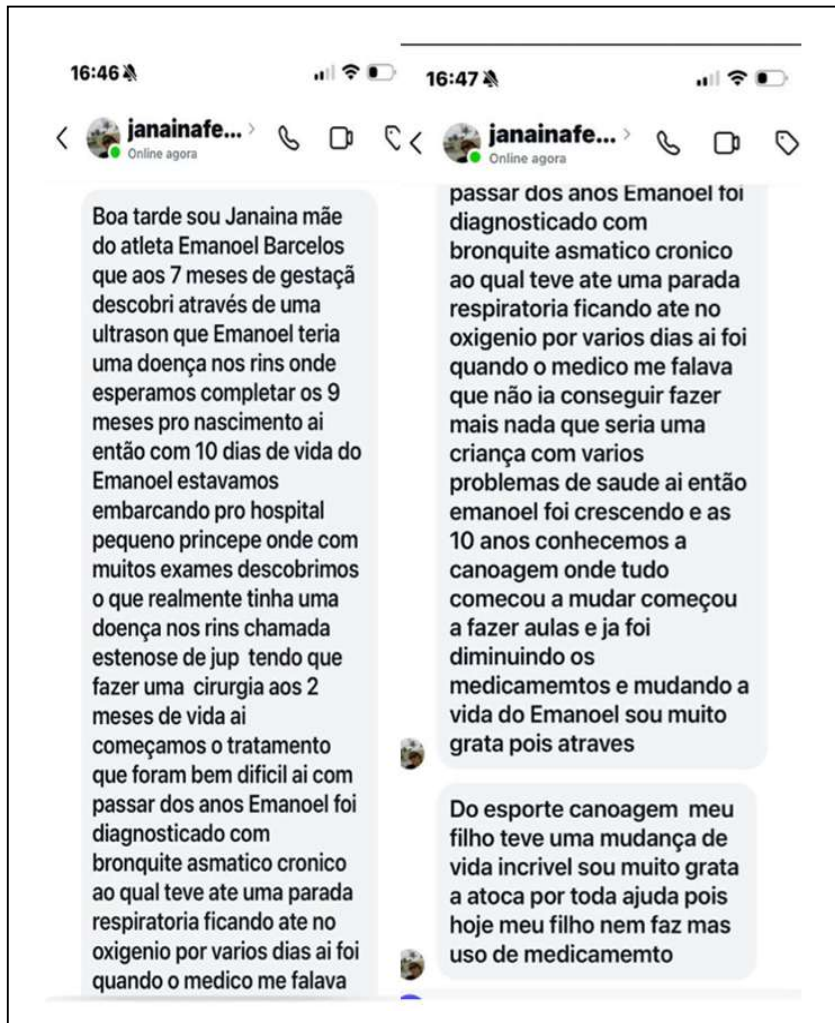 16:46
janainafe...
Online agora
Boa tarde sou Janaina mãe
do atleta Emanoel Barcelos
que aos 7 meses de gestaçã
descobri através de uma
ultrason que Emanoel teria
uma doença nos rins onde
esperamos completar os 9
meses pro nascimento ai
então com 10 dias de vida do
Emanoel estavamos
embarcando pro hospital
pequeno princepe onde com
muitos exames descobrimos
o que realmente tinha uma
doença nos rins chamada
estenose de jup tendo que
fazer uma cirurgia aos 2
meses de vida ai
começamos o tratamento
que foram bem dificil ai com
passar dos anos Emanoel foi
diagnosticado com
bronquite asmatico cronico
ao qual teve ate uma parada
respiratoria ficando ate no
oxigenio por varios dias ai foi
quando o medico me falava
16:47
janainafe...
Online agora
passar dos anos Emanoel foi
diagnosticado com
bronquite asmatico cronico
ao qual teve ate uma parada
respiratoria ficando ate no
oxigenio por varios dias ai foi
quando o medico me falava
que não ia conseguir fazer
mais nada que seria uma
criança com varios
problemas de saude ai então
emanoel foi crescendo e as
10 anos conhecemos a
canoagem onde tudo
comecou a mudar começou
a fazer aulas e ja foi
diminuindo os
medicamemtos e mudando a
vida do Emanoel sou muito
grata pois atraves
Do esporte canoagem meu
filho teve uma mudança de
vida incrivel sou muito grata
a atoca por toda ajuda pois
hoje meu filho nem faz mas
uso de medicamemto